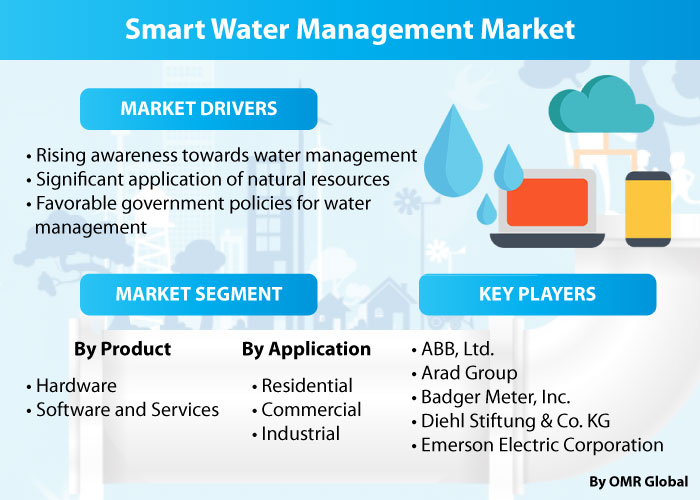 Smart Water Management Market
MARKET DRIVERS
• Rising awareness towards water management
• Significant application of natural resources
• Favorable government policies for water
management
MARKET SEGMENT
By Product
• Hardware
• Software and Services
By Application
• Residential
• Commercial
• Industrial
KEY PLAYERS
• ABB, Ltd.
• Arad Group
• Badger Meter, Inc.
• Diehl Stiftung & Co. KG
• Emerson Electric Corporation
By OMR Global